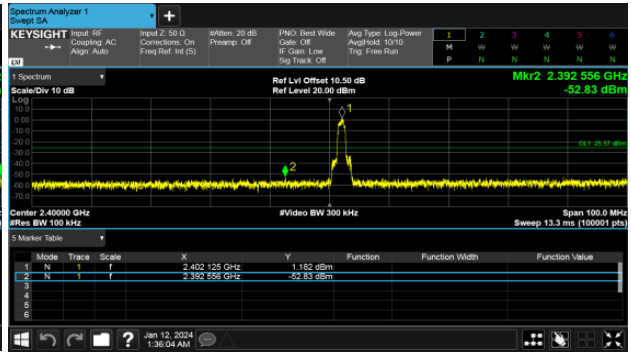 Spectrum Analyzer 1
Swept SA
+
KEYSIGHT Input: RF Input Z: 50 Ω #Atten: 20 dB PNO: Best Wide Avg Type: Log-Power 1 2 3 4 5 6
Coupling: AC Corrections: On Preamp: Off Gate: Off Avg|Hold: 10/10 M W W W W W
Align: Auto Freq Ref: Int (S) IF Gain: Low Trig: Free Run
LXI Sig Track: Off P N N N N N
1 Spectrum Ref Lvl Offset 10.50 dB Mkr2 2.392 556 GHz
Scale/Div 10 dB Ref Level 20.00 dBm -52.83 dBm
Log
10.0
0.00
-10.0
-20.0
-30.0
-40.0
-50.0
-60.0
-70.0
1
2
DL1 -25.57 dBm
Center 2.40000 GHz #Video BW 300 kHz Span 100.0 MHz
#Res BW 100 kHz Sweep 13.3 ms (100001 pts)
5 Marker Table
Mode Trace Scale X Y Function Function Width Function Value
1 N 1 f 2.402 125 GHz 1.182 dBm
2 N 1 f 2.392 556 GHz -52.83 dBm
3
4
5
6
? Jan 12, 2024
1:36:04 AM